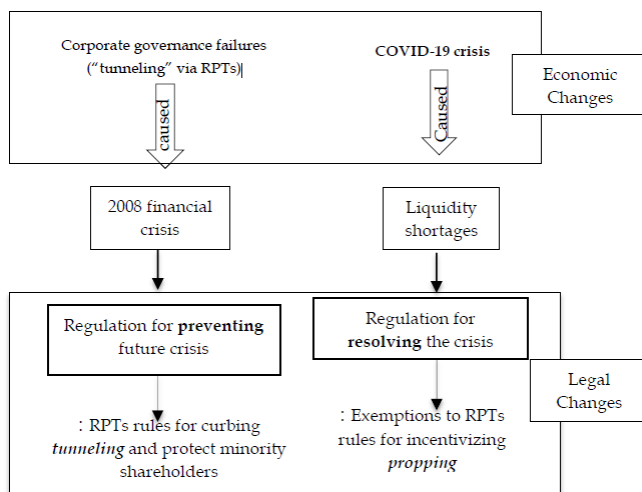 Corporate governance failures
("tunneling" via RPTs)|
caused
COVID-19 crisis
Caused
Economic
Changes
2008 financial
crisis
Liquidity
shortages
Regulation for preventing
future crisis
Regulation for
resolving the crisis
Legal
Changes
: RPTs rules for curbing
tunneling and protect minority
shareholders
: Exemptions to RPTs
rules for incentivizing
propping